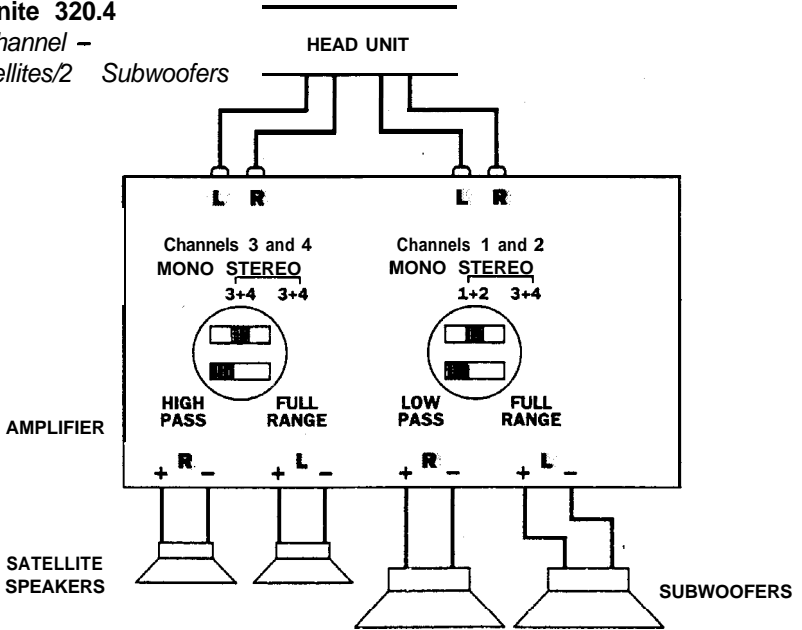 nite 320.4
hannel –
ellites/2 Subwoofers
HEAD UNIT
L R L R
Channels 3 and 4 Channels 1 and 2
MONO STEREO MONO STEREO
3+4 3+4 1+2 3+4
HIGH PASS FULL RANGE LOW PASS FULL RANGE
AMPLIFIER
+ R – + L – + R – + L –
SATELLITE SPEAKERS
SUBWOOFERS